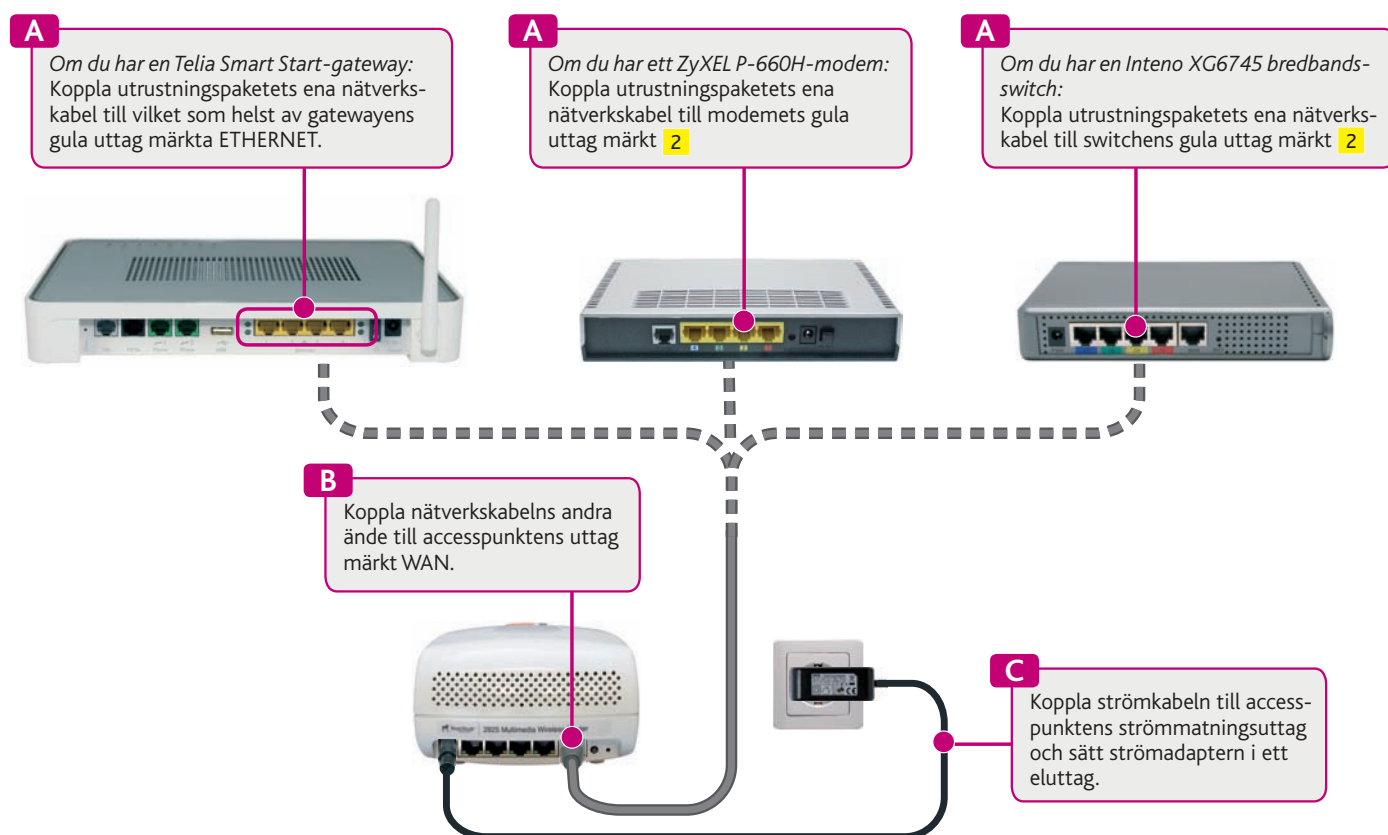 A
Om du har en Telia Smart Start-gateway:
Koppla utrustningspaketets ena nätverks-
kabel till vilket som helst av gatewayens
gula uttag märkta ETHERNET.
A
Om du har ett ZyXEL P-660H-modem:
Koppla utrustningspaketets ena
nätverkskabel till modemets gula
uttag märkt 2
A
Om du har en Inteno XG6745 bredbands-
switch:
Koppla utrustningspaketets ena nätverks-
kabel till switchens gula uttag märkt 2
B
Koppla nätverkskabelns andra
ände till accesspunktens uttag
märkt WAN.
2825 Multimedia Wireless
C
Koppla strömkabeln till access-
punktens strömmatningsuttag
och sätt strömadaptern i ett
eluttag.